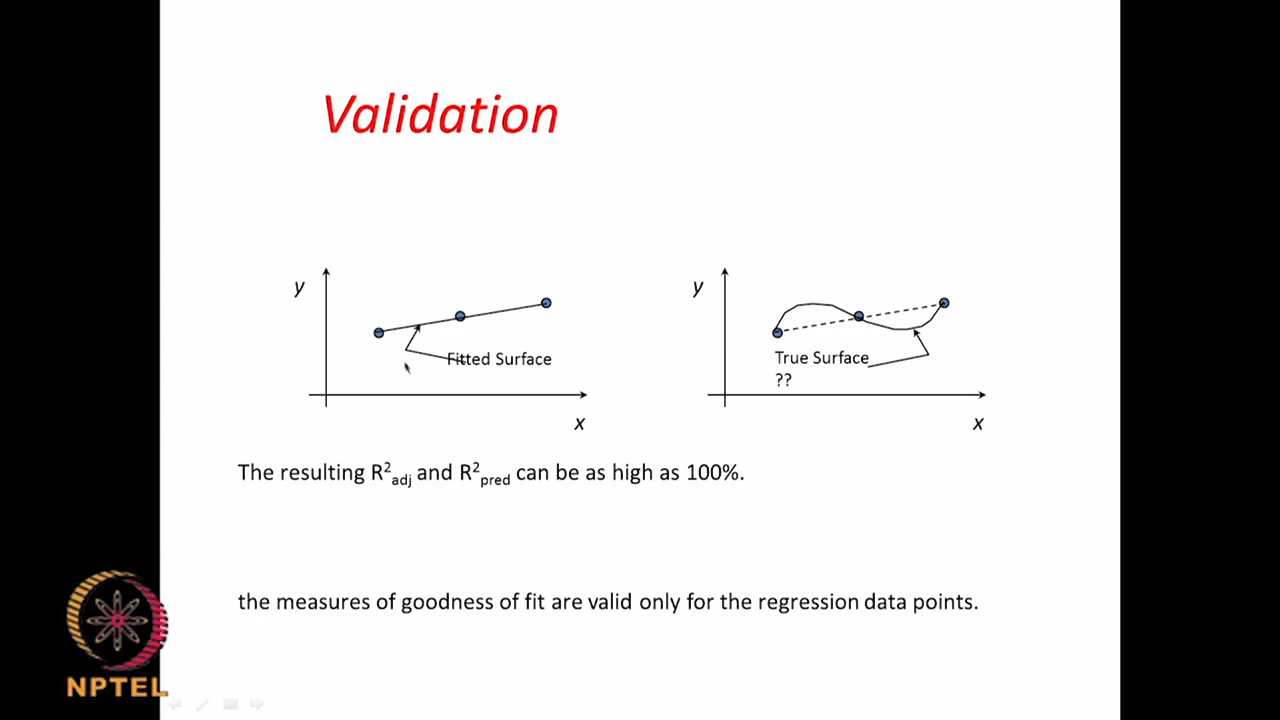 Validation
y
Fitted Surface
x
y
True Surface
??
x
The resulting R²adj and R²pred can be as high as 100%.
the measures of goodness of fit are valid only for the regression data points.
NPTEL